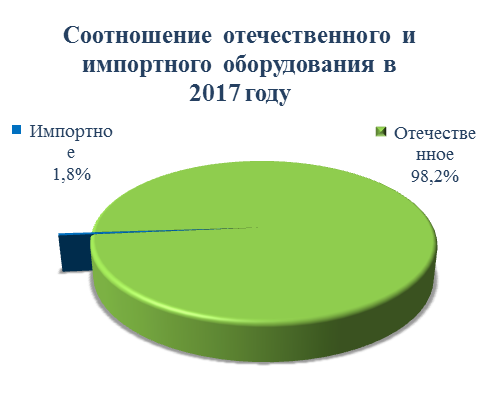 Соотношение отечественного и
импортного оборудования в
2017 году
Импортно
е
1,8%
Отечестве
нное
98,2%